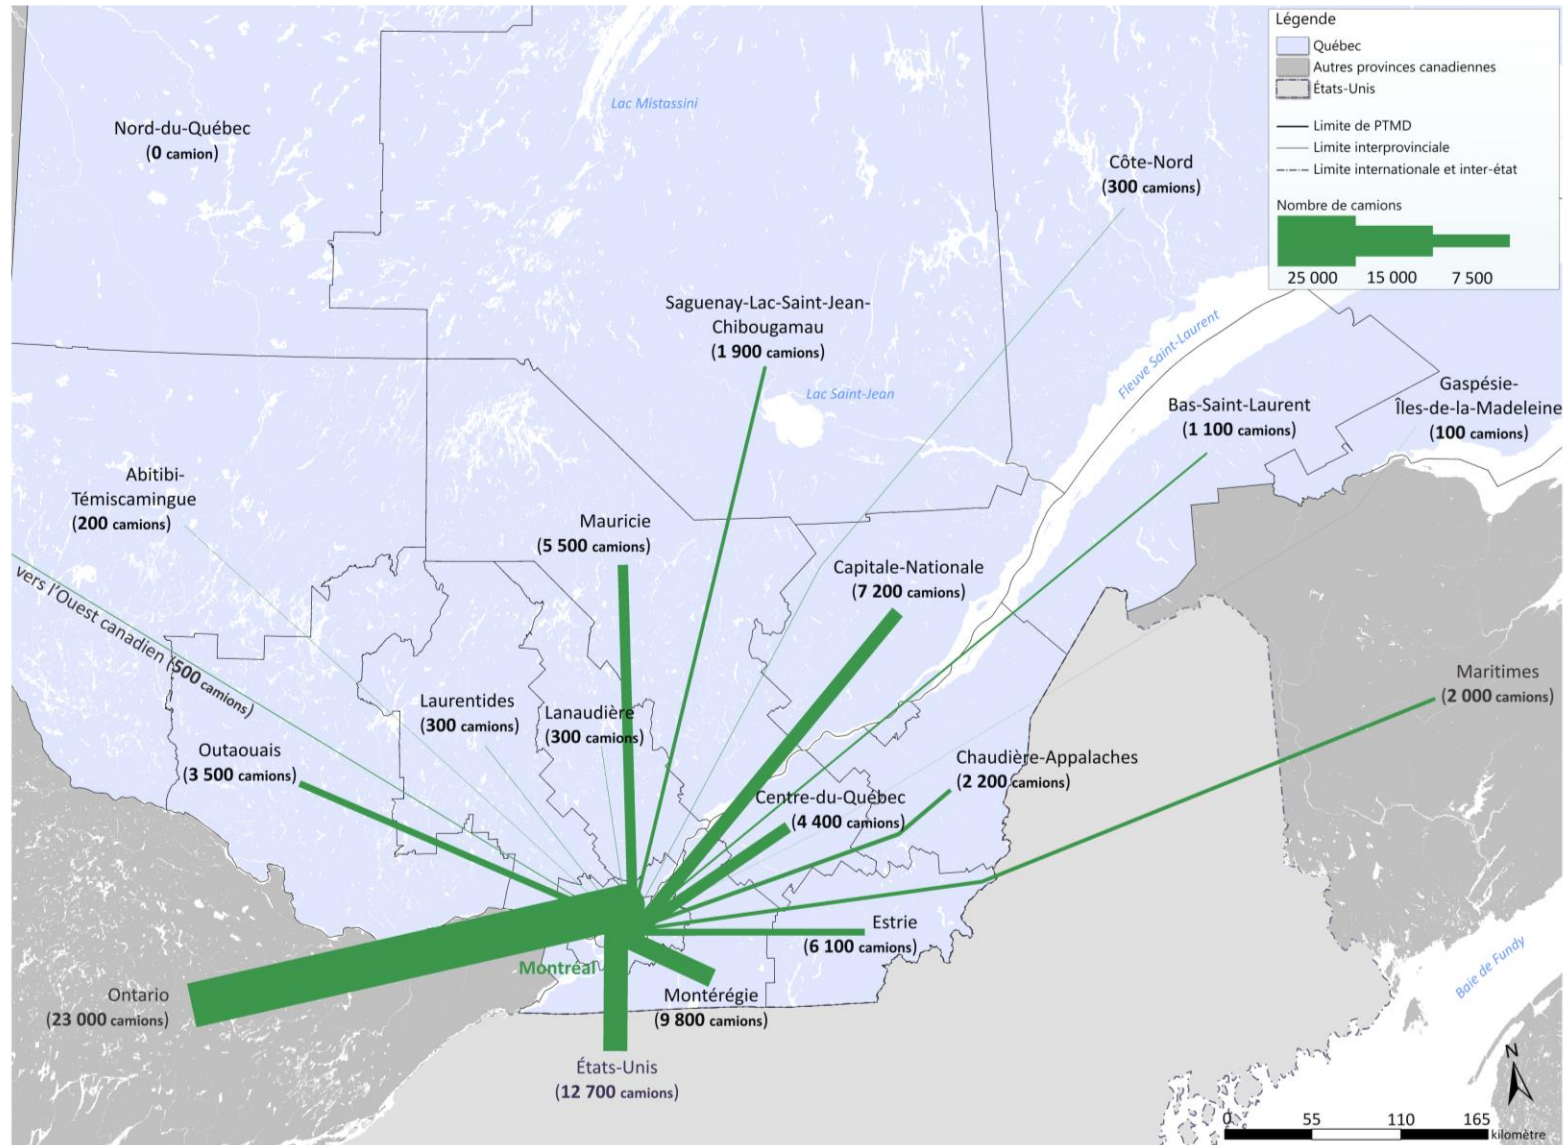 Légende
Québec
Autres provinces canadiennes
États-Unis
Limite de PTMD
Limite interprovinciale
Limite internationale et inter-état
Nombre de camions
25 000
15 000
7 500
Lac Mistassini
Nord-du-Québec
(0 camion)
Côte-Nord
(300 camions)
Saguenay-Lac-Saint-Jean-
Chibougamau
(1 900 camions)
Lac Saint-Jean
Fleuve Saint-Laurent
Gaspésie-
Îles-de-la-Madeleine
(100 camions)
Bas-Saint-Laurent
(1 100 camions)
Abitibi-
Témiscamingue
(200 camions)
Mauricie
(5 500 camions)
Capitale-Nationale
(7 200 camions)
vers l'Ouest canadien (500 camions)
Maritimes
(2 000 camions)
Laurentides
(300 camions)
Lanaudière
(300 camions)
Outaouais
(3 500 camions)
Chaudière-Appalaches
(2 200 camions)
Centre-du-Québec
(4 400 camions)
Estrie
(6 100 camions)
Montréal
Ontario
(23 000 camions)
Montérégie
(9 800 camions)
États-Unis
(12 700 camions)
Baie de Fundy
N
0 55 110 165
kilomètre